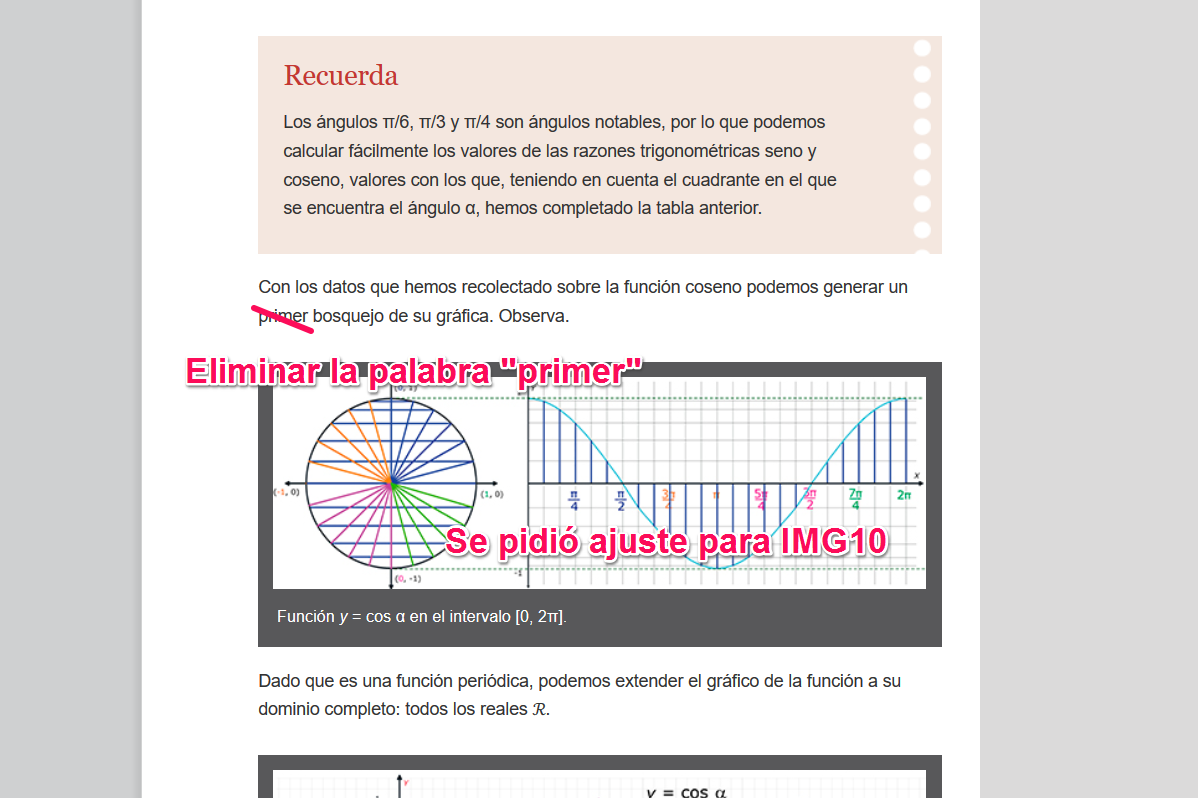 Recuerda
Los ángulos π/6, π/3 y π/4 son ángulos notables, por lo que podemos
calcular fácilmente los valores de las razones trigonométricas seno y
coseno, valores con los que, teniendo en cuenta el cuadrante en el que
se encuentra el ángulo α, hemos completado la tabla anterior.
Con los datos que hemos recolectado sobre la función coseno podemos generar un
primer bosquejo de su gráfica. Observa.
Eliminar la palabra "primer"
(-1, 0)
(1, 0)
π/4
π/2
π
5π/4
3π/2
7π/4
2π
x
Se pidió ajuste para IMG10
(0, -1)
-1
Función y = cos α en el intervalo [0, 2π].
Dado que es una función periódica, podemos extender el gráfico de la función a su
dominio completo: todos los reales ℛ.
Y
y = cos α